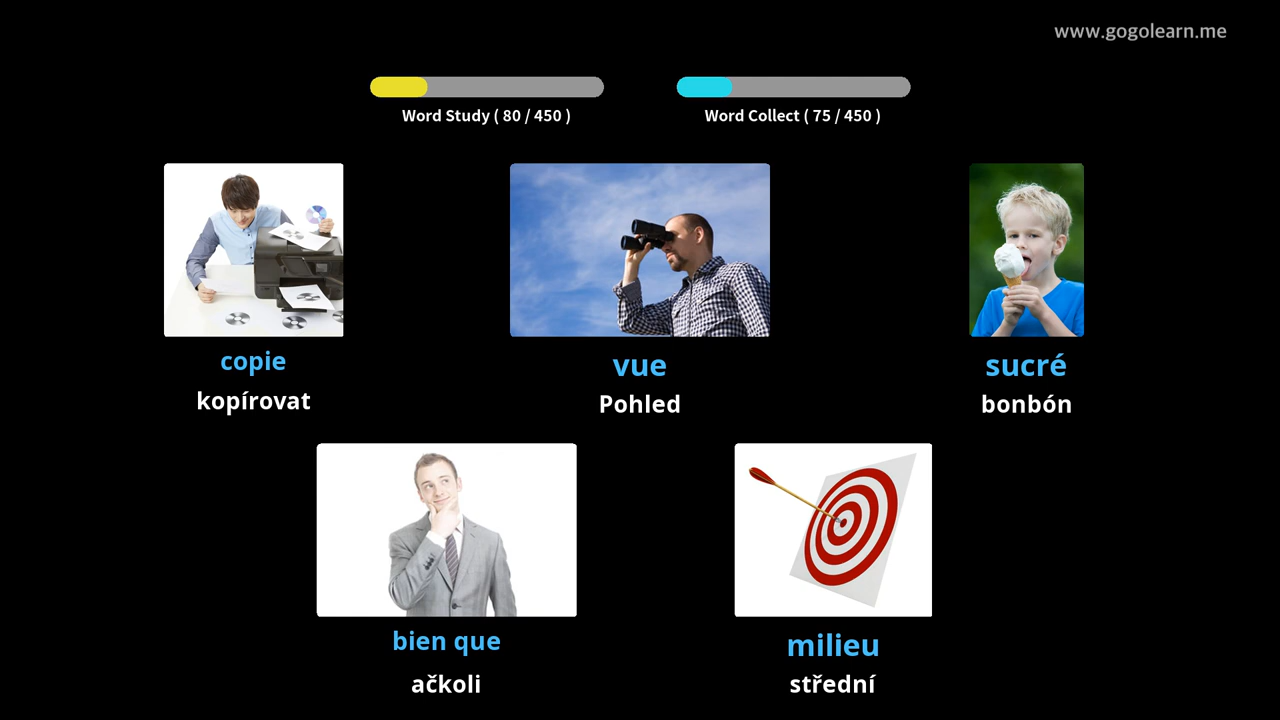 www.gogolearn.me
Word Study ( 80 / 450 )
Word Collect ( 75 / 450 )
copie
kopírovat
vue
Pohled
sucré
bonbón
bien que
ačkoli
milieu
střední